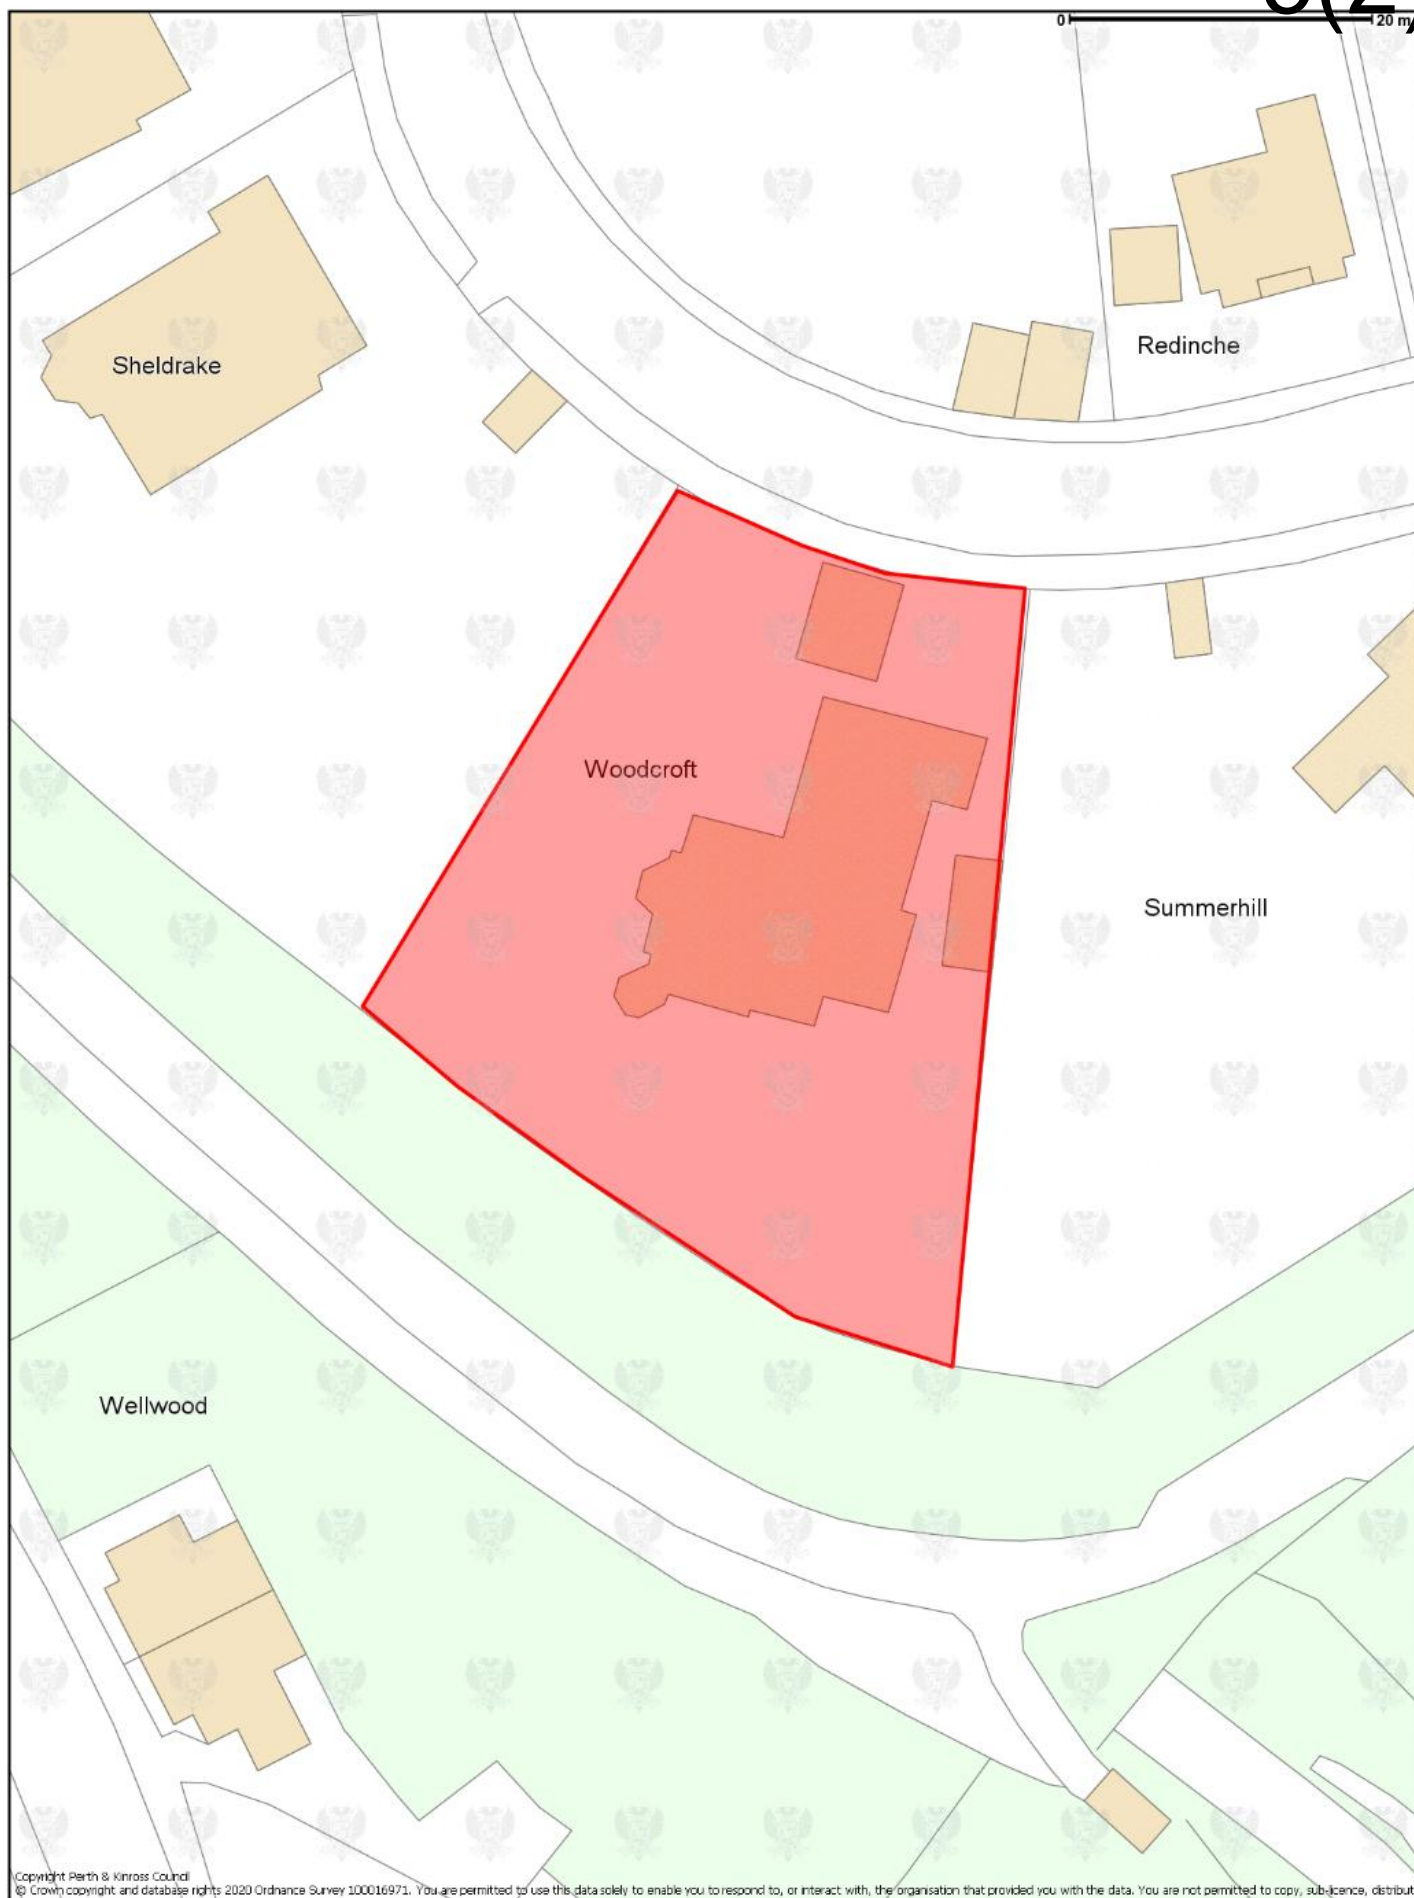 0 20 m
Redinche
Sheldrake
Woodcroft
Summerhill
Wellwood
Copyright Perth & Kinross Council
© Crown copyright and database rights 2020 Ordnance Survey 100016971. You are permitted to use this data solely to enable you to respond to, or interact with, the organisation that provided you with the data. You are not permitted to copy, sub-licence, distribut